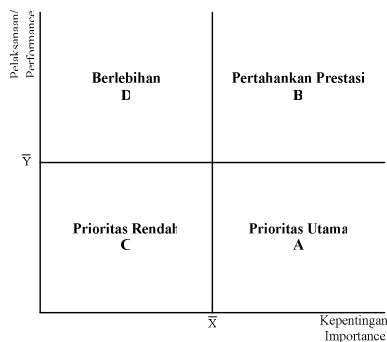 Pelaksanaan/
Performance
Berlebihan
D
Pertahankan Prestasi
B
Y̅
Prioritas Rendah
C
Prioritas Utama
A
X̅
Kepentingan
Importance